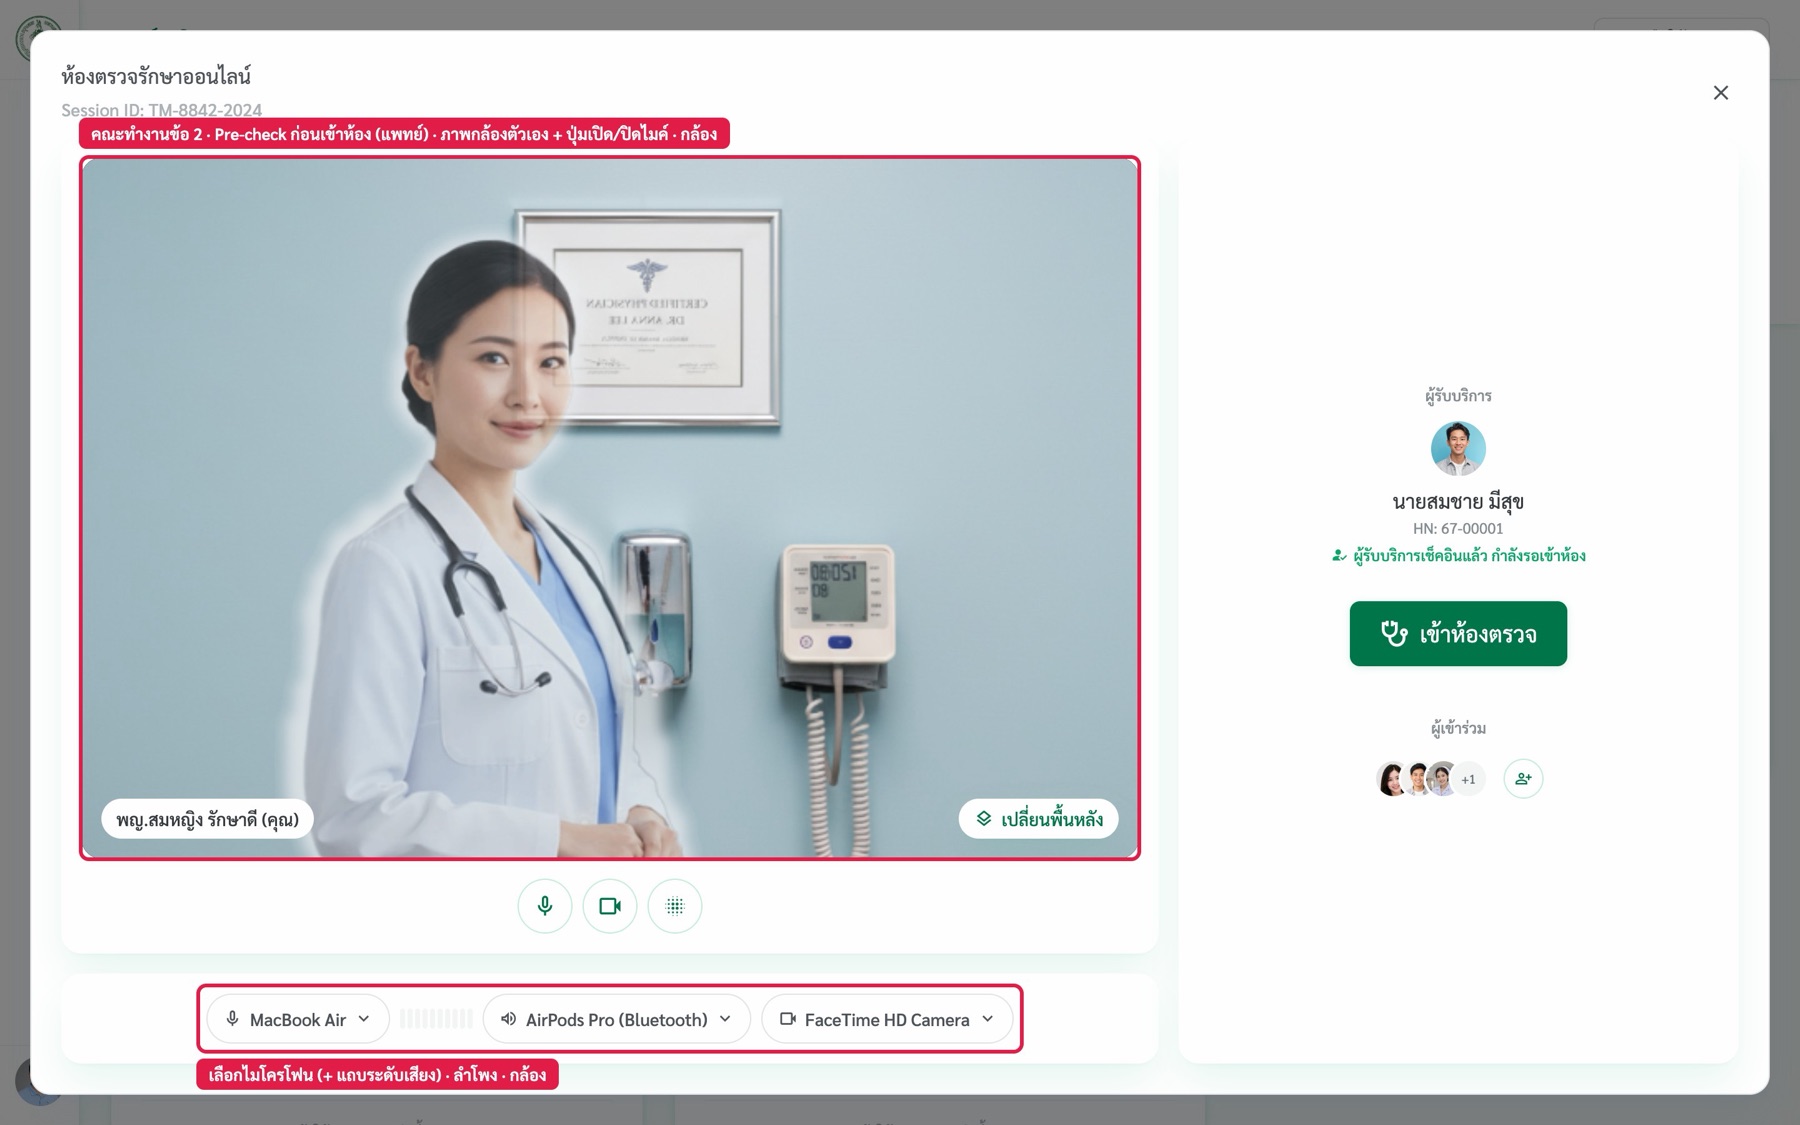 ห้องตรวจรักษาออนไลน์
Session ID: TM-8842-2024
คณะทำงานข้อ 2 · Pre-check ก่อนเข้าห้อง (แพทย์) · ภาพกล้องตัวเอง + ปุ่มเปิด/ปิดไมค์ · กล้อง
CERTIFIED PHYSICIAN
DR. ANNA LEE
พญ.สมหญิง รักษาดี (คุณ)
เปลี่ยนพื้นหลัง
MacBook Air
AirPods Pro (Bluetooth)
FaceTime HD Camera
เลือกไมโครโฟน (+ แถบระดับเสียง) · ลำโพง · กล้อง
ผู้รับบริการ
นายสมชาย มีสุข
HN: 67-00001
ผู้รับบริการเช็คอินแล้ว กำลังรอเข้าห้อง
เข้าห้องตรวจ
ผู้เข้าร่วม
+1